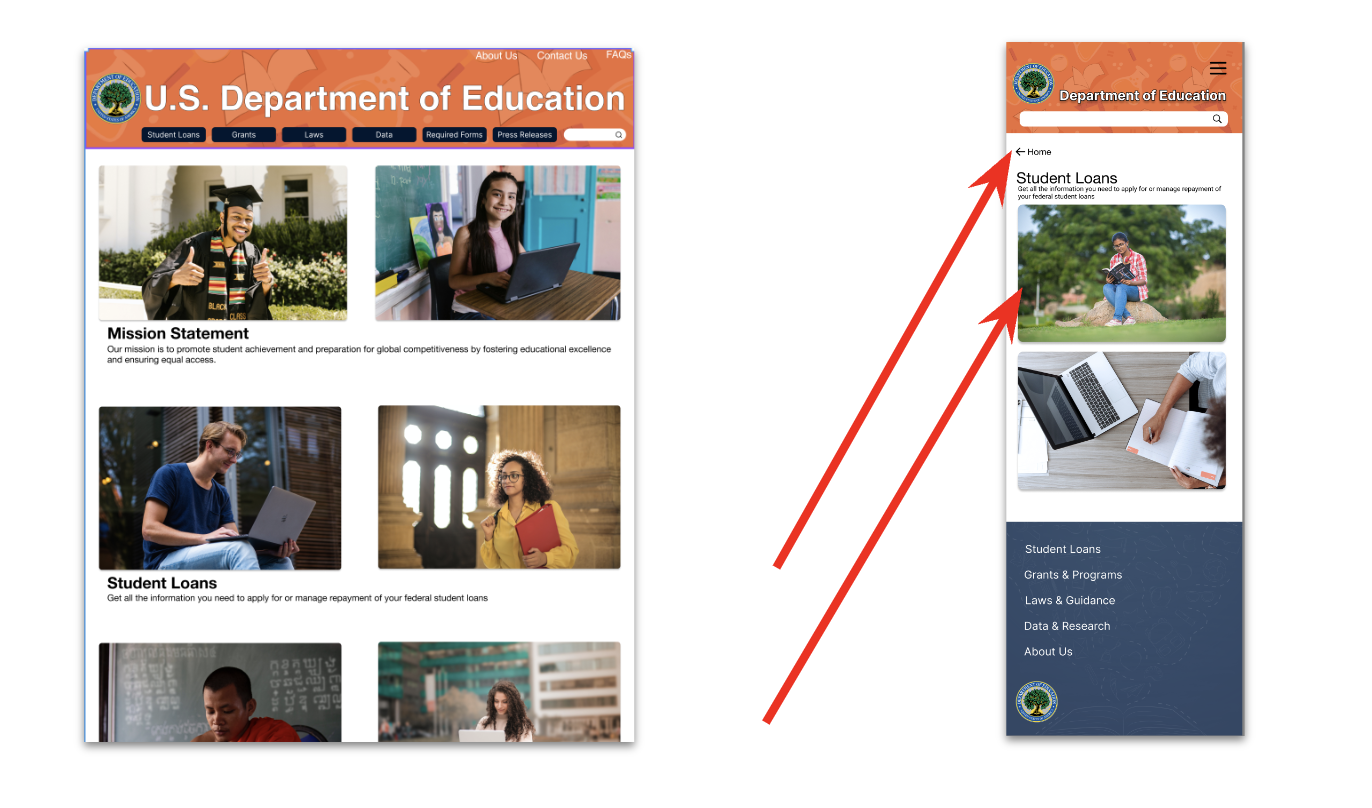 About Us Contact Us FAQs
U.S. Department of Education
Student Loans Grants Laws Data Required Forms Press Releases
Mission Statement
Our mission is to promote student achievement and preparation for global competitiveness by fostering educational excellence
and ensuring equal access.
Student Loans
Get all the information you need to apply for or manage repayment of your federal student loans
Department of Education
Home
Student Loans
Get all the information you need to apply for or manage repayment of
your federal student loans
Student Loans
Grants & Programs
Laws & Guidance
Data & Research
About Us